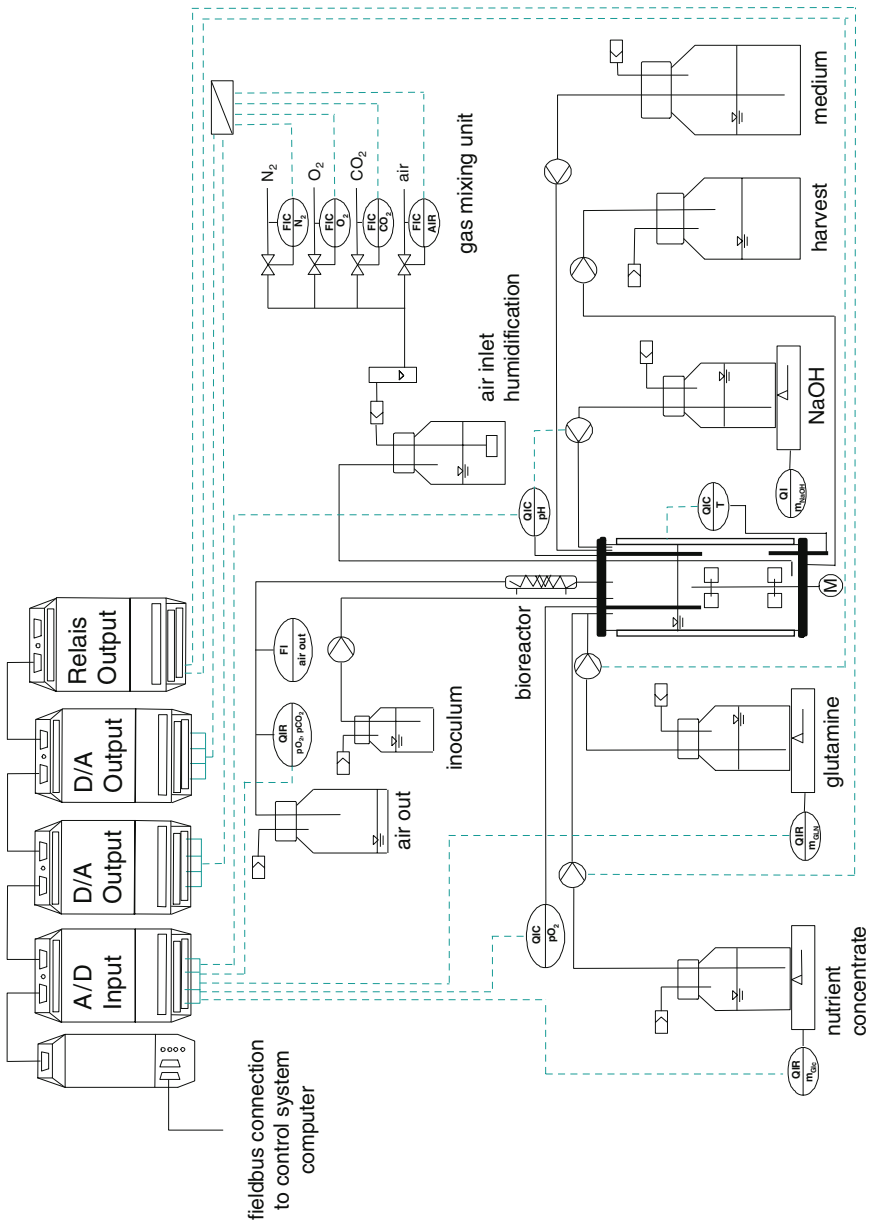 fieldbus connection
to control system
computer
A/D
Input
D/A
Output
D/A
Output
Relais
Output
N2
O2
CO2
air
FIC
N2
FIC
O2
FIC
CO2
FIC
AIR
gas mixing unit
air inlet
humidification
QIR
pO2, pCO2
FI
air out
air out
inoculum
bioreactor
QIC
pH
QIC
pO2
QIC
T
M
QIR
mGlc
nutrient
concentrate
QIR
mGLN
glutamine
QI
mNaOH
NaOH
harvest
medium